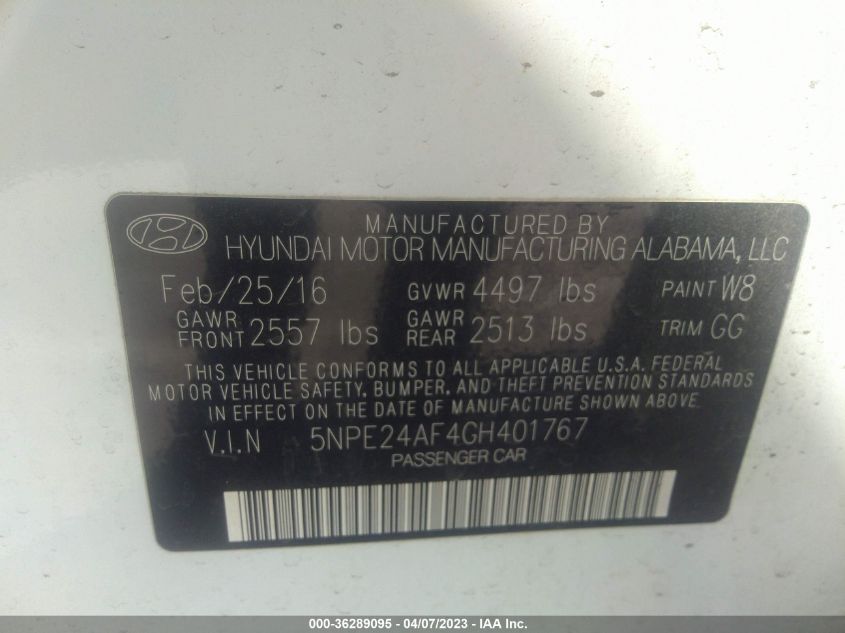 MANUFACTURED BY
HYUNDAI MOTOR MANUFACTURING ALABAMA, LLC
Feb/25/16 GVWR 4497 lbs PAINT W8
GAWR FRONT 2557 lbs GAWR REAR 2513 lbs TRIM GG
THIS VEHICLE CONFORMS TO ALL APPLICABLE U.S.A. FEDERAL
MOTOR VEHICLE SAFETY, BUMPER, AND THEFT PREVENTION STANDARDS
IN EFFECT ON THE DATE OF MANUFACTURE SHOWN ABOVE.
V.I.N 5NPE24AF4GH401767
PASSENGER CAR
000-36289095 - 04/07/2023 - IAA Inc.